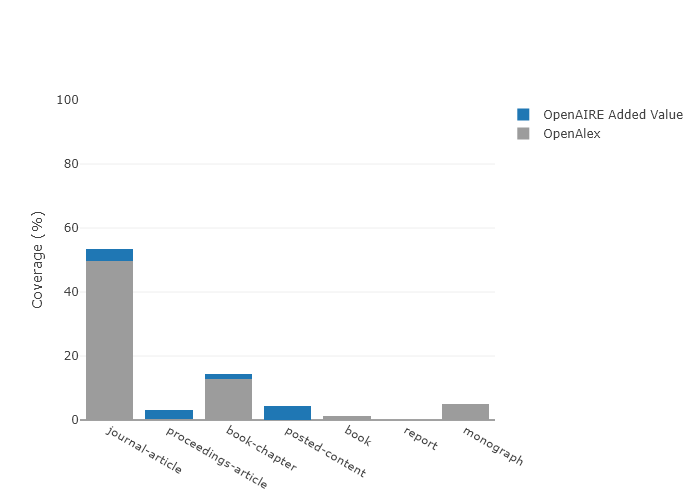 100
80
60
40
20
0
Coverage (%)
journal-article
proceedings-article
book-chapter
posted-content
book
report
monograph
OpenAIRE Added Value
OpenAlex